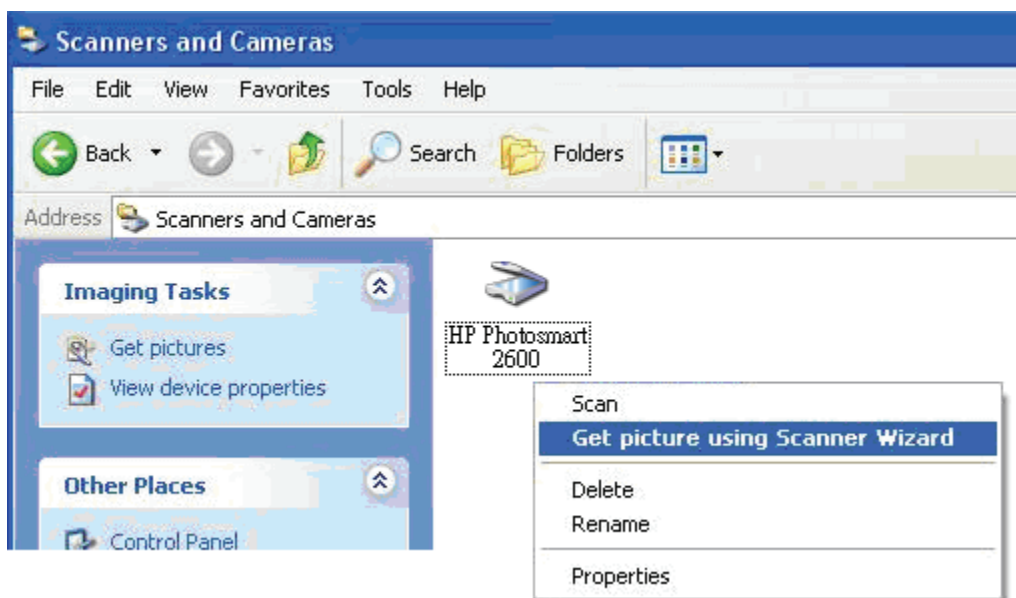 Scanners and Cameras
File Edit View Favorites Tools Help
Back Search Folders
Address Scanners and Cameras
Imaging Tasks
Get pictures
View device properties
Other Places
Control Panel
HP Photosmart
2600
Scan
Get picture using Scanner Wizard
Delete
Rename
Properties